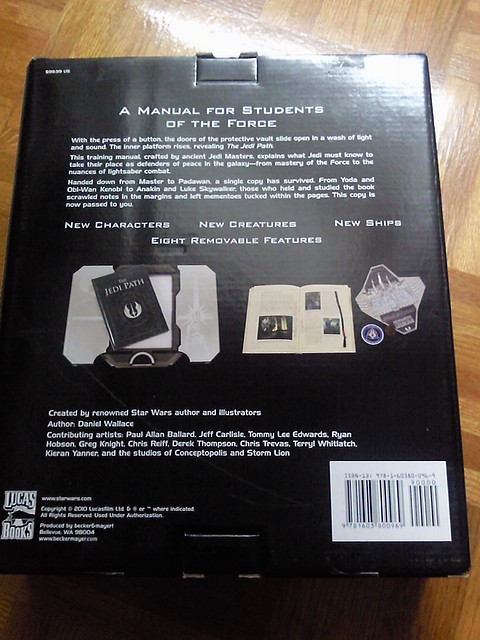 $99.99 US
A MANUAL FOR STUDENTS
OF THE FORCE
With the press of a button, the doors of the protective vault slide open in a wash of light
and sound. The inner platform rises, revealing The Jedi Path.
This training manual, crafted by ancient Jedi Masters, explains what Jedi must know to
take their place as defenders of peace in the galaxy—from mastery of the Force to the
nuances of lightsaber combat.
Handed down from Master to Padawan, a single copy has survived. From Yoda and
Obi-Wan Kenobi to Anakin and Luke Skywalker, those who held and studied the book
scrawled notes in the margins and left mementoes tucked within the pages. This copy is
now passed to you.
NEW CHARACTERS NEW CREATURES NEW SHIPS
EIGHT REMOVABLE FEATURES
THE
JEDI PATH
Created by renowned Star Wars author and illustrators
Author: Daniel Wallace
Contributing artists: Paul Allan Ballard, Jeff Carlisle, Tommy Lee Edwards, Ryan
Hobson, Greg Knight, Chris Reiff, Derek Thompson, Chris Trevas, Terryl Whitlatch,
Kieran Yanner, and the studios of Conceptopolis and Storm Lion
LUCAS
BOOKS
www.starwars.com
Copyright © 2010 Lucasfilm Ltd. & ® or ™ where indicated.
All Rights Reserved. Used Under Authorization.
Produced by becker&mayer!
Bellevue, WA 98004
www.beckermayer.com
ISBN-13: 978-1-60380-096-9
90000
9 781603 800969